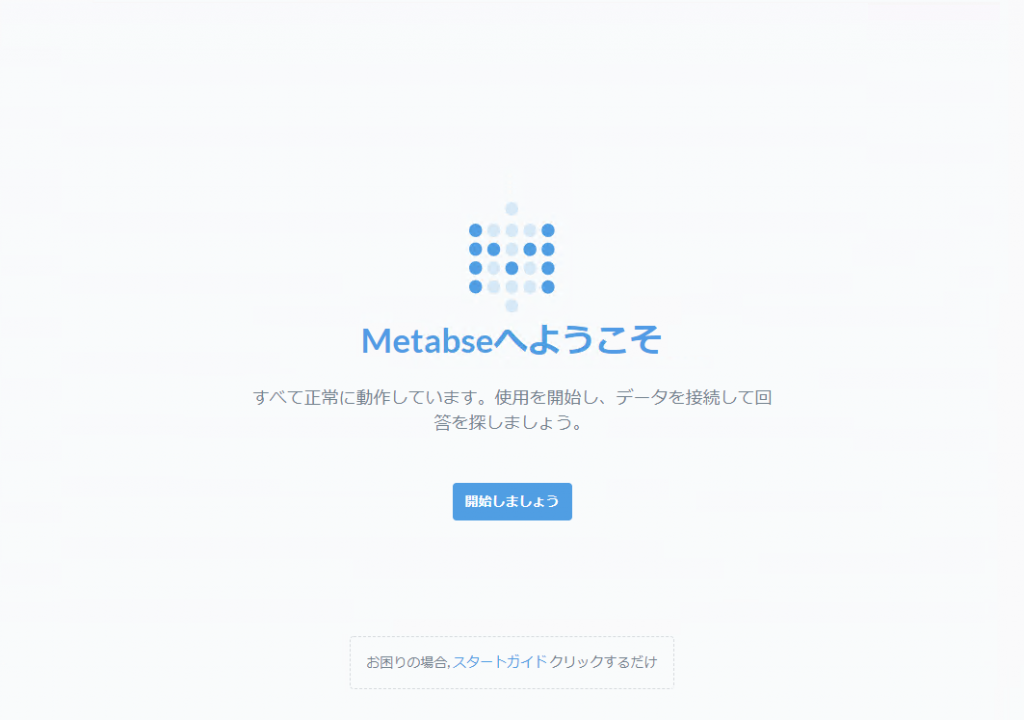 Metabseへようこそ
すべて正常に動作しています。使用を開始し、データを接続して回
答を探しましょう。
開始しましょう
お困りの場合, スタートガイド クリックするだけ